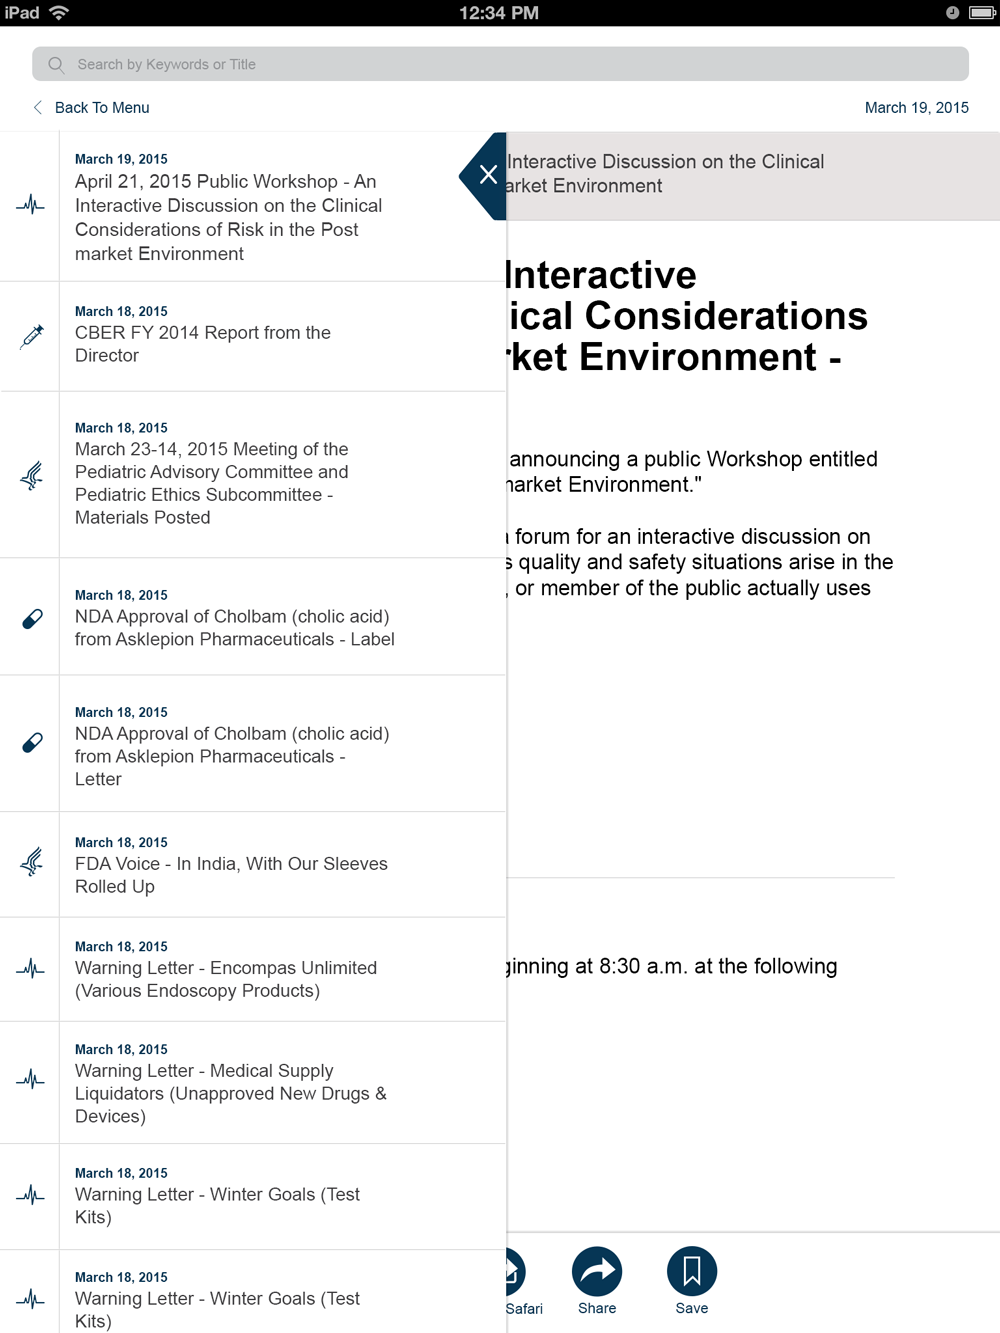 iPad
12:34 PM
Search by Keywords or Title
Back To Menu
March 19, 2015
March 19, 2015
April 21, 2015 Public Workshop - An
Interactive Discussion on the Clinical
Considerations of Risk in the Post
market Environment
March 18, 2015
CBER FY 2014 Report from the
Director
March 18, 2015
March 23-14, 2015 Meeting of the
Pediatric Advisory Committee and
Pediatric Ethics Subcommittee -
Materials Posted
March 18, 2015
NDA Approval of Cholbam (cholic acid)
from Asklepion Pharmaceuticals - Label
March 18, 2015
NDA Approval of Cholbam (cholic acid)
from Asklepion Pharmaceuticals -
Letter
March 18, 2015
FDA Voice - In India, With Our Sleeves
Rolled Up
March 18, 2015
Warning Letter - Encompas Unlimited
(Various Endoscopy Products)
March 18, 2015
Warning Letter - Medical Supply
Liquidators (Unapproved New Drugs &
Devices)
March 18, 2015
Warning Letter - Winter Goals (Test
Kits)
March 18, 2015
Warning Letter - Winter Goals (Test
Kits)
Interactive Discussion on the Clinical
arket Environment
Interactive
ical Considerations
rket Environment -
announcing a public Workshop entitled
market Environment."
a forum for an interactive discussion on
s quality and safety situations arise in the
, or member of the public actually uses
ginning at 8:30 a.m. at the following
Safari
Share
Save